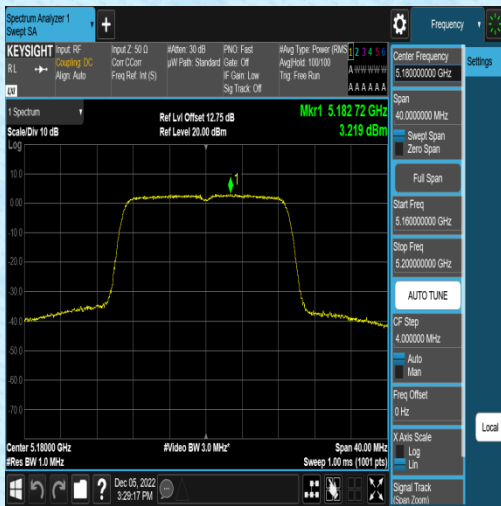 Spectrum Analyzer 1
Swept SA
Frequency
KEYSIGHT
RL
Input: RF
Coupling: DC
Align: Auto
Input Z: 50 Ω
Corr CCorr
Freq Ref: Int (S)
#Atten: 30 dB
µW Path: Standard
PNO: Fast
Gate: Off
IF Gain: Low
Sig Track: Off
#Avg Type: Power (RMS
Avg|Hold: 100/100
Trig: Free Run
1 2 3 4 5 6
A W W W W W
A A A A A A
1 Spectrum
Scale/Div 10 dB
Log
Ref Lvl Offset 12.75 dB
Ref Level 20.00 dBm
Mkr1 5.182 72 GHz
3.219 dBm
1
10.0
0.00
-10.0
-20.0
-30.0
-40.0
-50.0
-60.0
-70.0
Center 5.18000 GHz
#Res BW 1.0 MHz
#Video BW 3.0 MHz*
Span 40.00 MHz
Sweep 1.00 ms (1001 pts)
?
Dec 05, 2022
3:29:17 PM
Center Frequency
5.180000000 GHz
Span
40.0000000 MHz
Swept Span
Zero Span
Full Span
Start Freq
5.160000000 GHz
Stop Freq
5.200000000 GHz
AUTO TUNE
CF Step
4.000000 MHz
Auto
Man
Freq Offset
0 Hz
X Axis Scale
Log
Lin
Signal Track
(Span Zoom)
Settings
Local